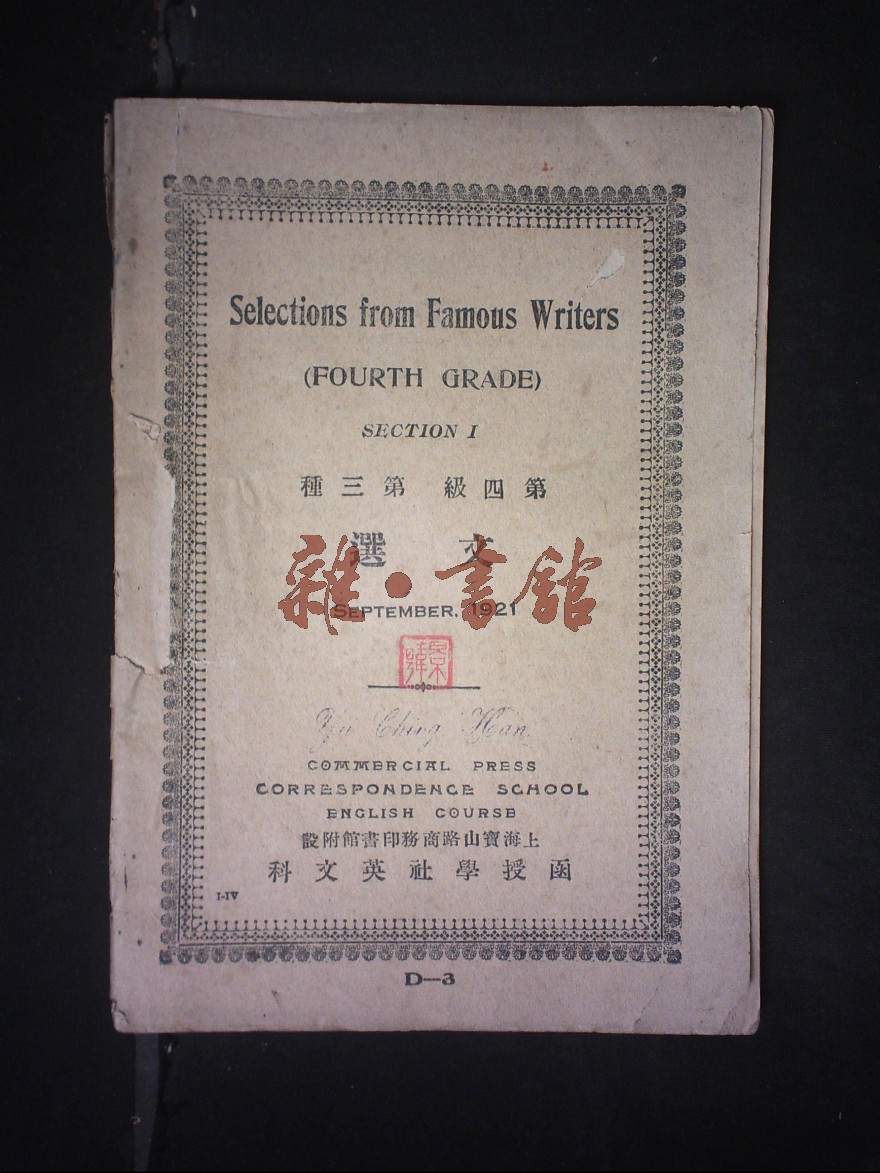 Selections from Famous Writers
(FOURTH GRADE)
SECTION I
第四級 第三種
文選
雜·書館
SEPTEMBER, 1921
Ching Han
COMMERCIAL PRESS
CORRESPONDENCE SCHOOL
ENGLISH COURSE
上海寶山路商務印書館附設
函授學社英文科
I-IV
D—3